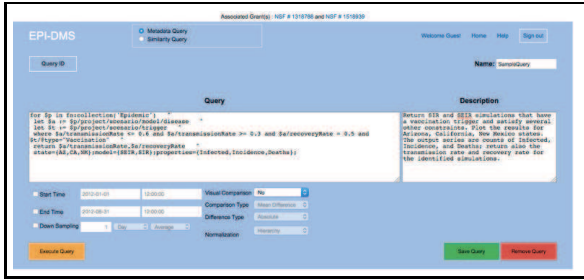 Associated Grant(s) : NSF # 1318788 and NSF # 1518939
EPI-DMS
Metadata Query
Similarity Query
Welcome Guest Home Help Sign out
Query ID
Name: SampleQuery
Query
Description
for $p in fn:collection('Epidemic')
let $a := $p/project/scenario/model/disease
let $t := $p/project/scenario/trigger
where $a/transmissionRate <= 0.6 and $a/transmissionRate >= 0.3 and $a/recoveryRate = 0.5 and
$t/@type="Vaccination"
return $a/transmissionRate,$a/recoveryRate
state={AZ,CA,NM};model={SEIR,SIR};properties={Infected,Incidence,Deaths};
Return SIR and SEIR simulations that have
a vaccination trigger and satisfy several
other constraints. Plot the results for
Arizona, California, New Mexico states.
The output series are counts of Infected,
Incidence, and Deaths; return also the
transmission rate and recovery rate for
the identified simulations.
Start Time 2012-01-01 12:00:00 Visual Comparison No
Comparison Type Mean Difference
End Time 2012-08-31
Difference Type Absolute
Down Sampling 1 Day Average
Normalization Hierarchy
Execute Query
Save Query Remove Query